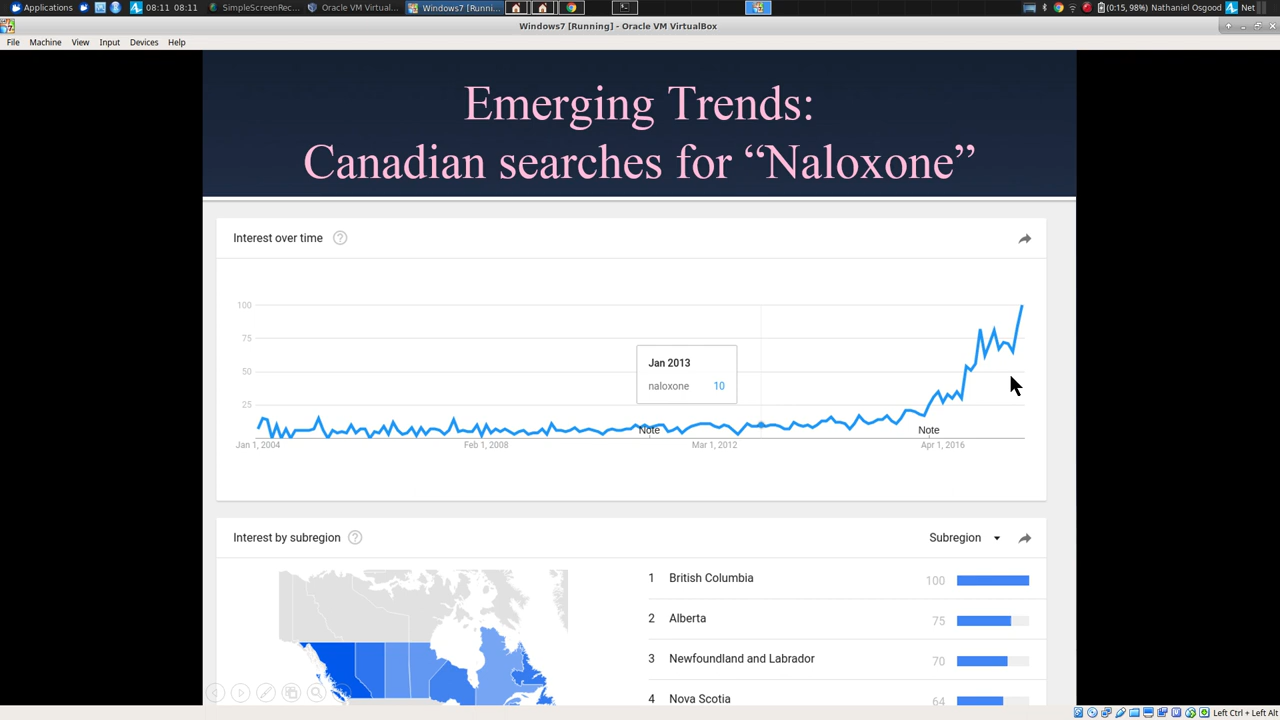 Applications
08:11 08:11
SimpleScreenRec...
Oracle VM Virtual...
Windows7 [Runni...
(0:15, 98%) Nathaniel Osgood
Net
Windows7 [Running] - Oracle VM VirtualBox
File Machine View Input Devices Help
Emerging Trends:
Canadian searches for “Naloxone”
Interest over time ?
100
75
50
25
Jan 2013
naloxone 10
Note
Note
Jan 1, 2004
Feb 1, 2008
Mar 1, 2012
Apr 1, 2016
Interest by subregion ?
Subregion
1 British Columbia 100
2 Alberta 75
3 Newfoundland and Labrador 70
4 Nova Scotia 64
Left Ctrl + Left Alt